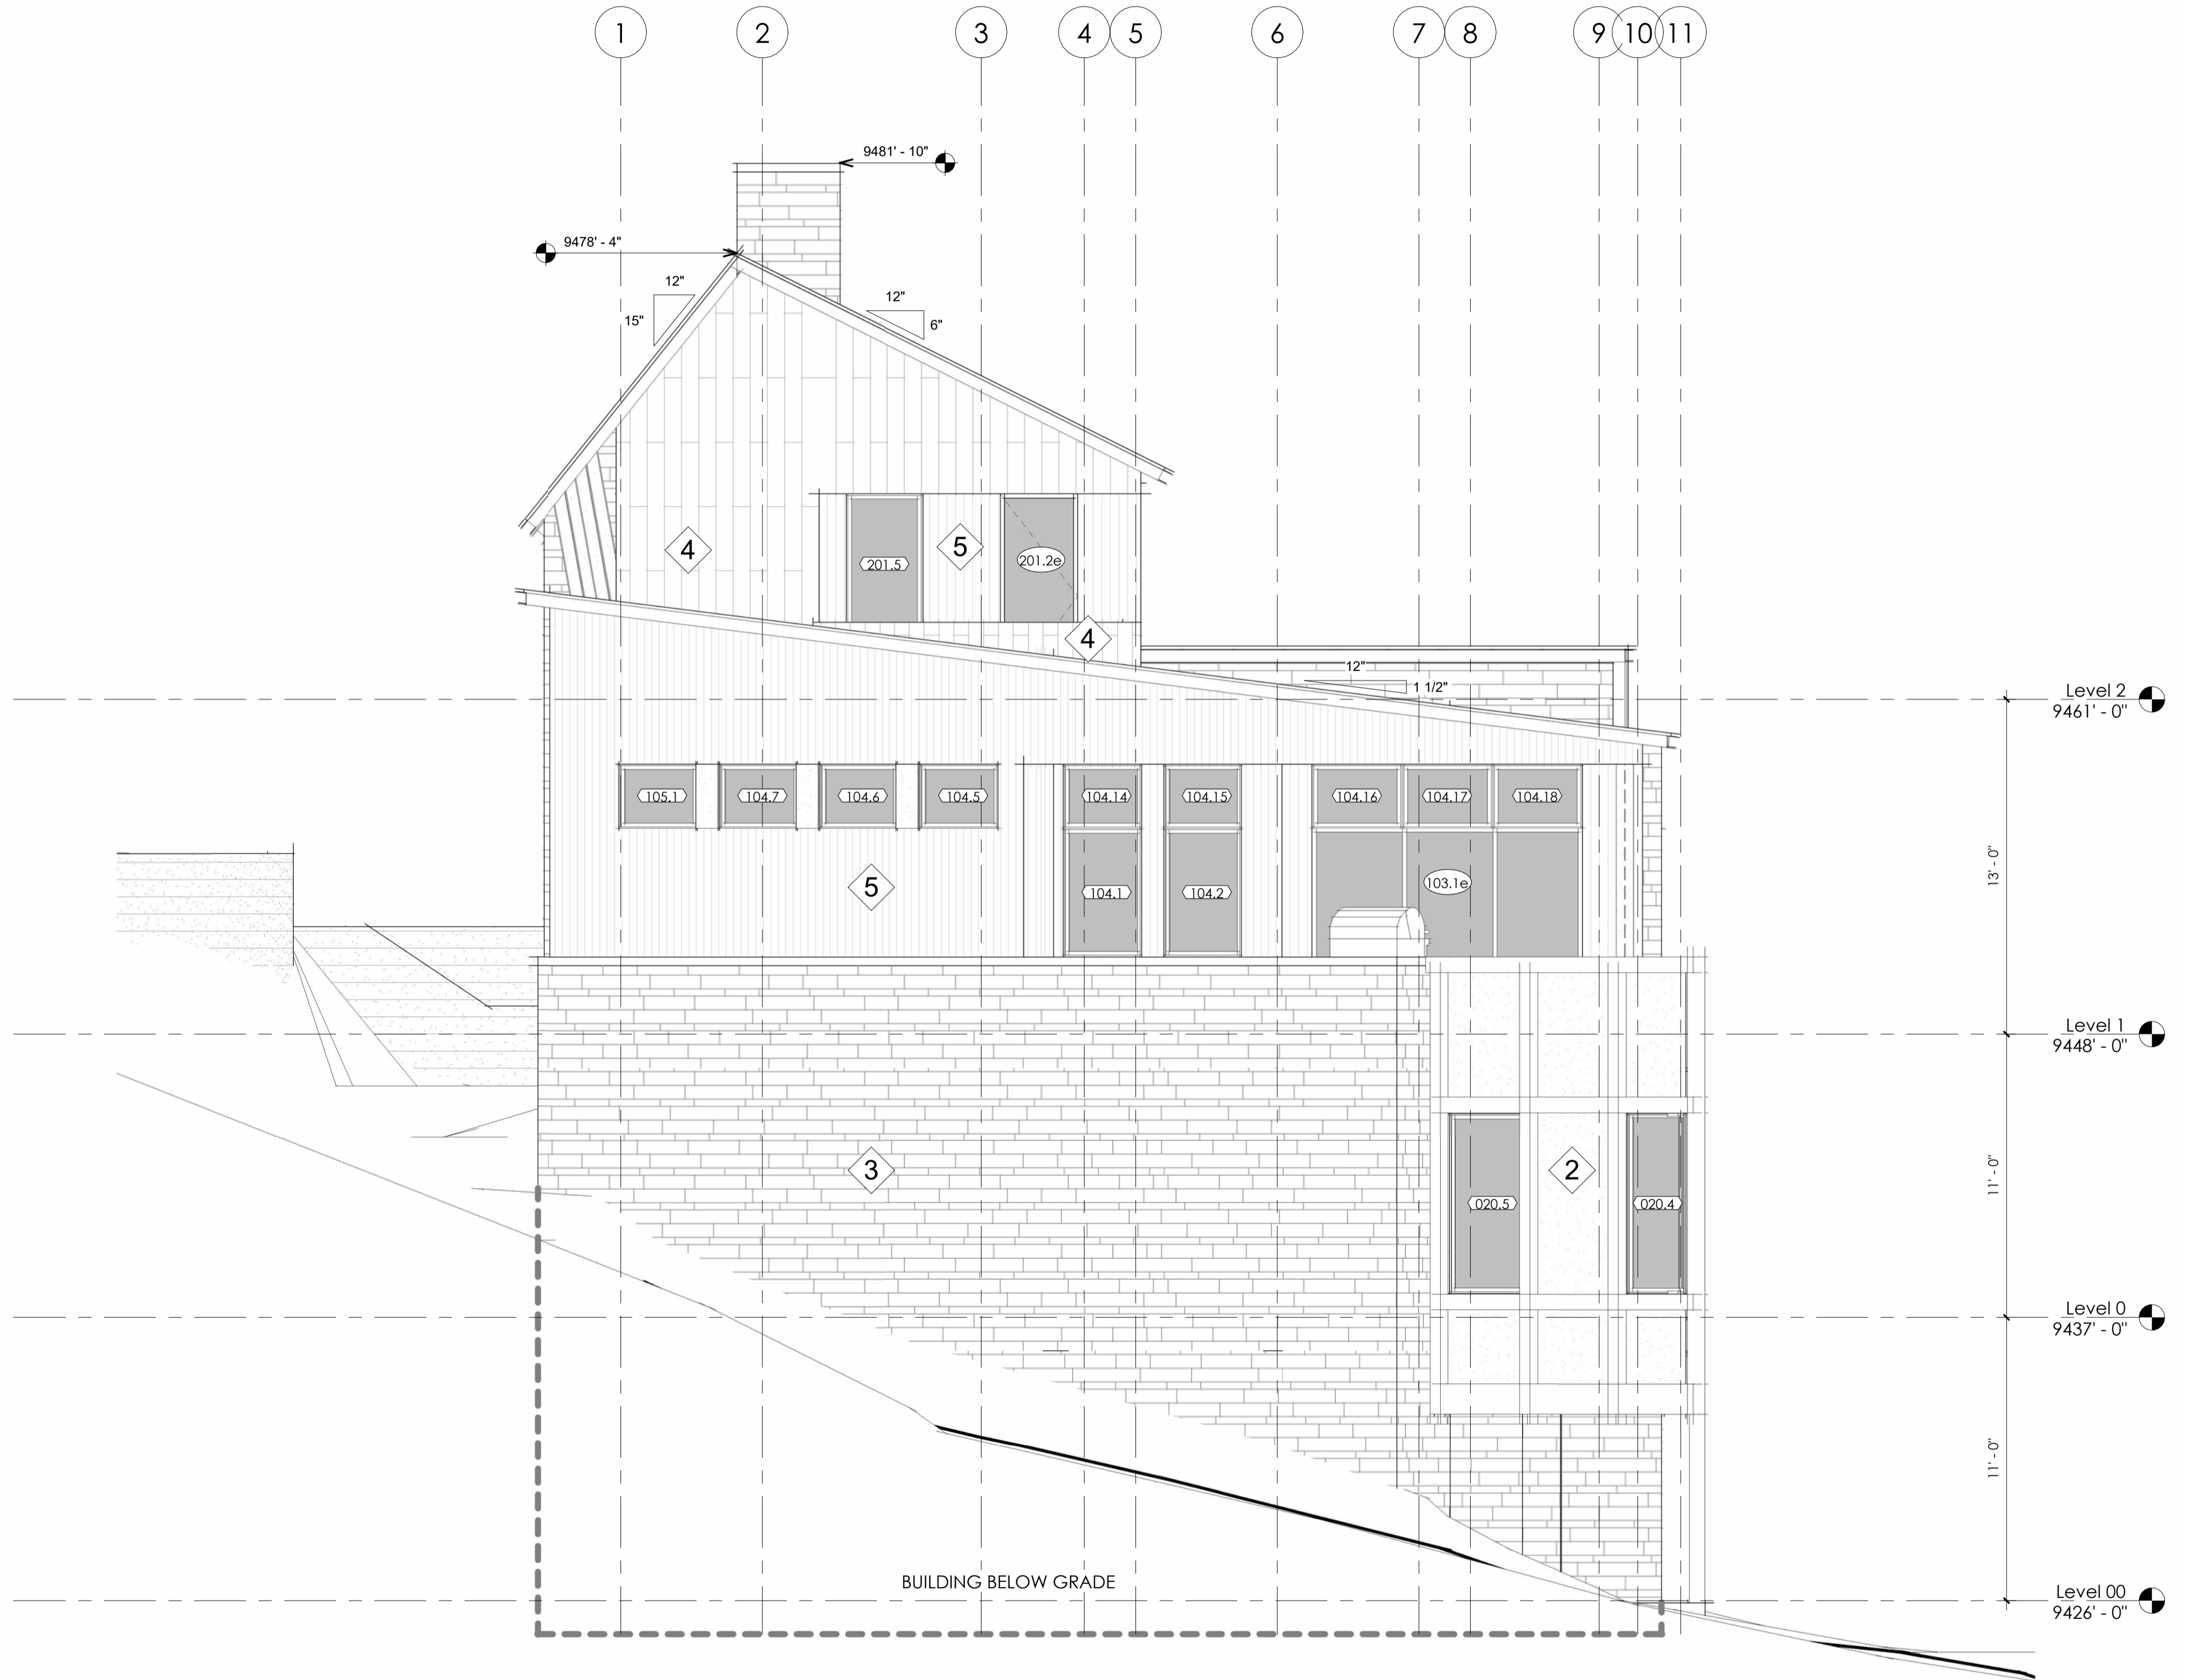 1 2 3 4 5 6 7 8 9 10 11
9481' - 10"
9478' - 4"
12"
15"
12"
6"
4
201.5
5
201.2e
4
12"
1 1/2"
Level 2
9461' - 0"
105.1 104.7 104.6 104.5 104.14 104.15 104.16 104.17 104.18
13' - 0"
5
104.1 104.2 103.1e
Level 1
9448' - 0"
3
2
11' - 0"
020.5 020.4
Level 0
9437' - 0"
11' - 0"
BUILDING BELOW GRADE
Level 00
9426' - 0"